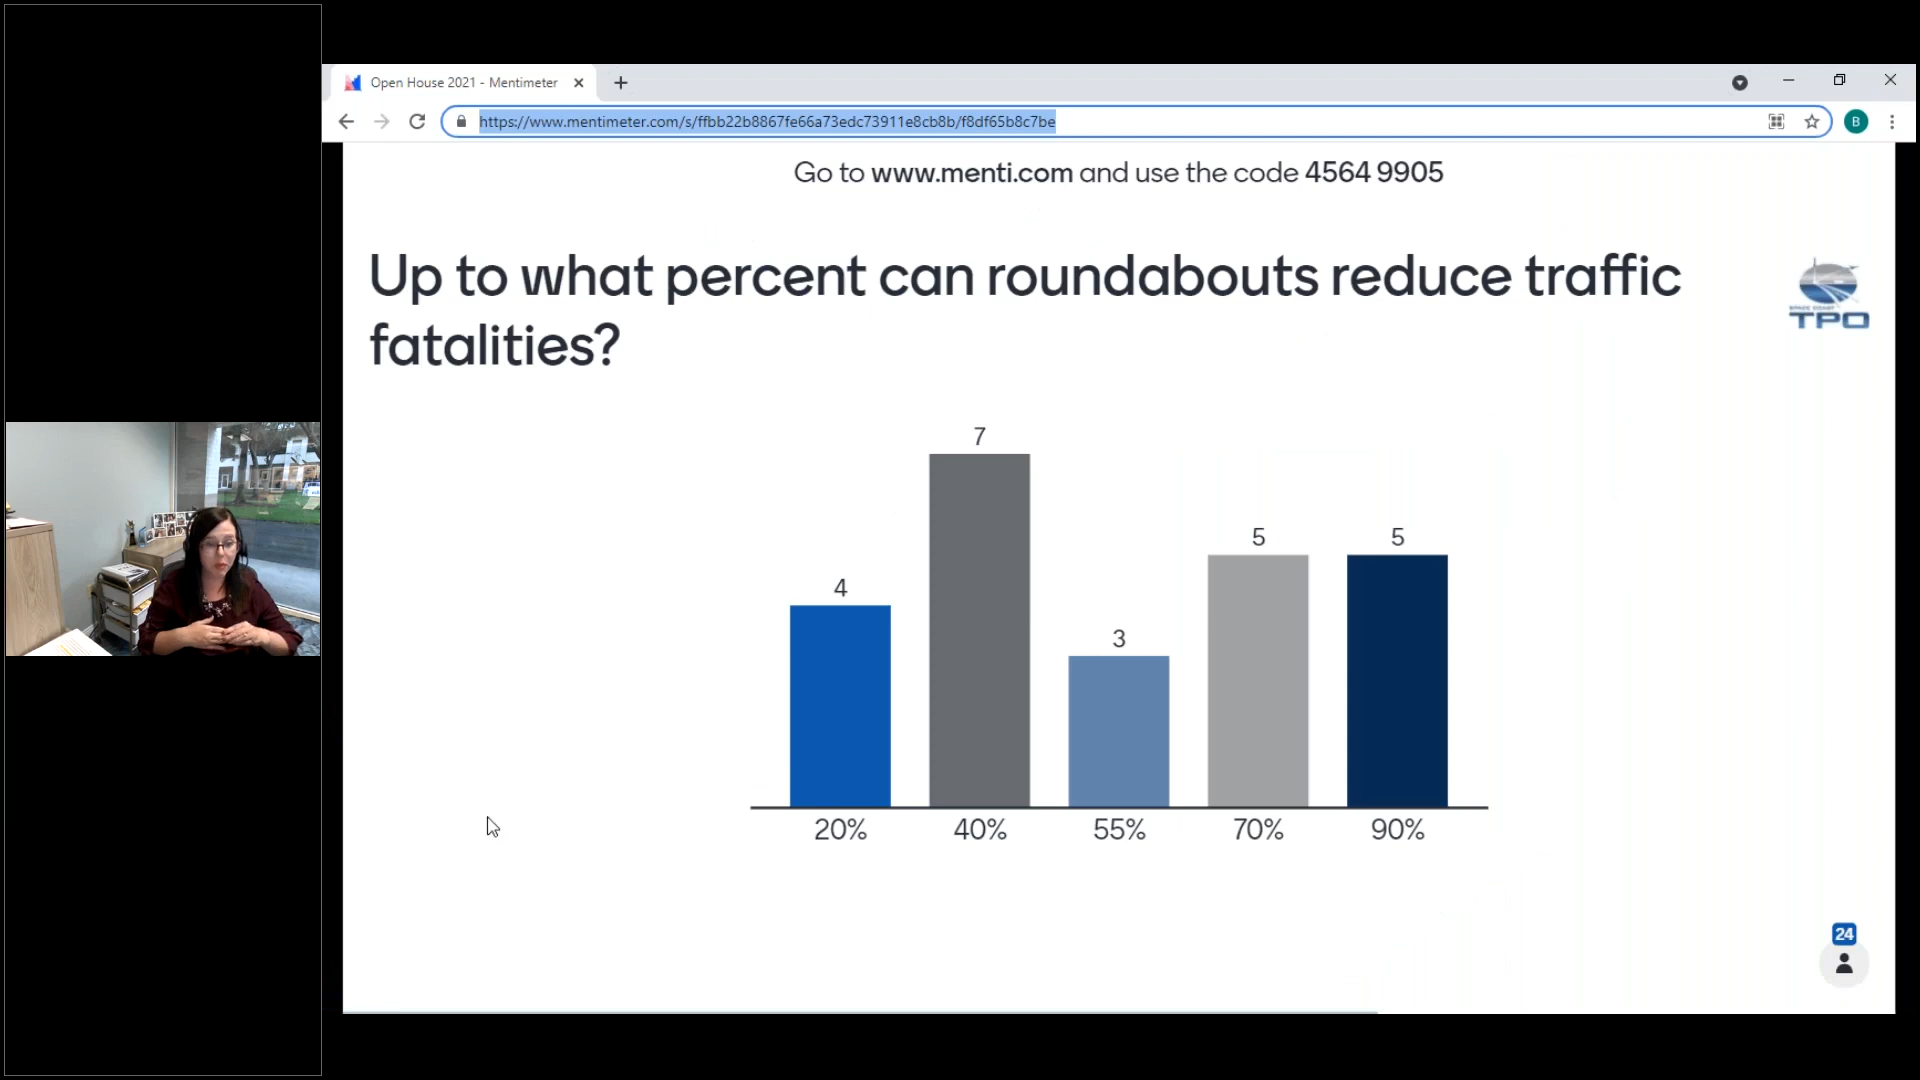 Open House 2021 - Mentimeter
https://www.mentimeter.com/s/ffbb22b8867fe66a73edc73911e8cb8b/f8df65b8c7be
B
Go to www.menti.com and use the code 4564 9905
Up to what percent can roundabouts reduce traffic
fatalities?
SPACE COAST
TPO
7
5
5
4
3
20%
40%
55%
70%
90%
24